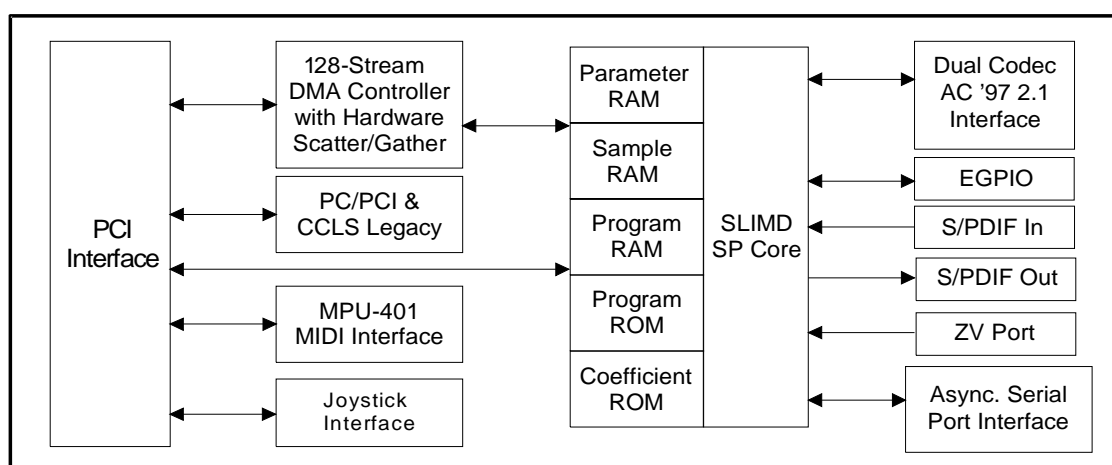 PCI
Interface
128-Stream
DMA Controller
with Hardware
Scatter/Gather
PC/PCI &
CCLS Legacy
MPU-401
MIDI Interface
Joystick
Interface
Parameter
RAM
Sample
RAM
Program
RAM
Program
ROM
Coefficient
ROM
SLIMD
SP Core
Dual Codec
AC '97 2.1
Interface
EGPIO
S/PDIF In
S/PDIF Out
ZV Port
Async. Serial
Port Interface